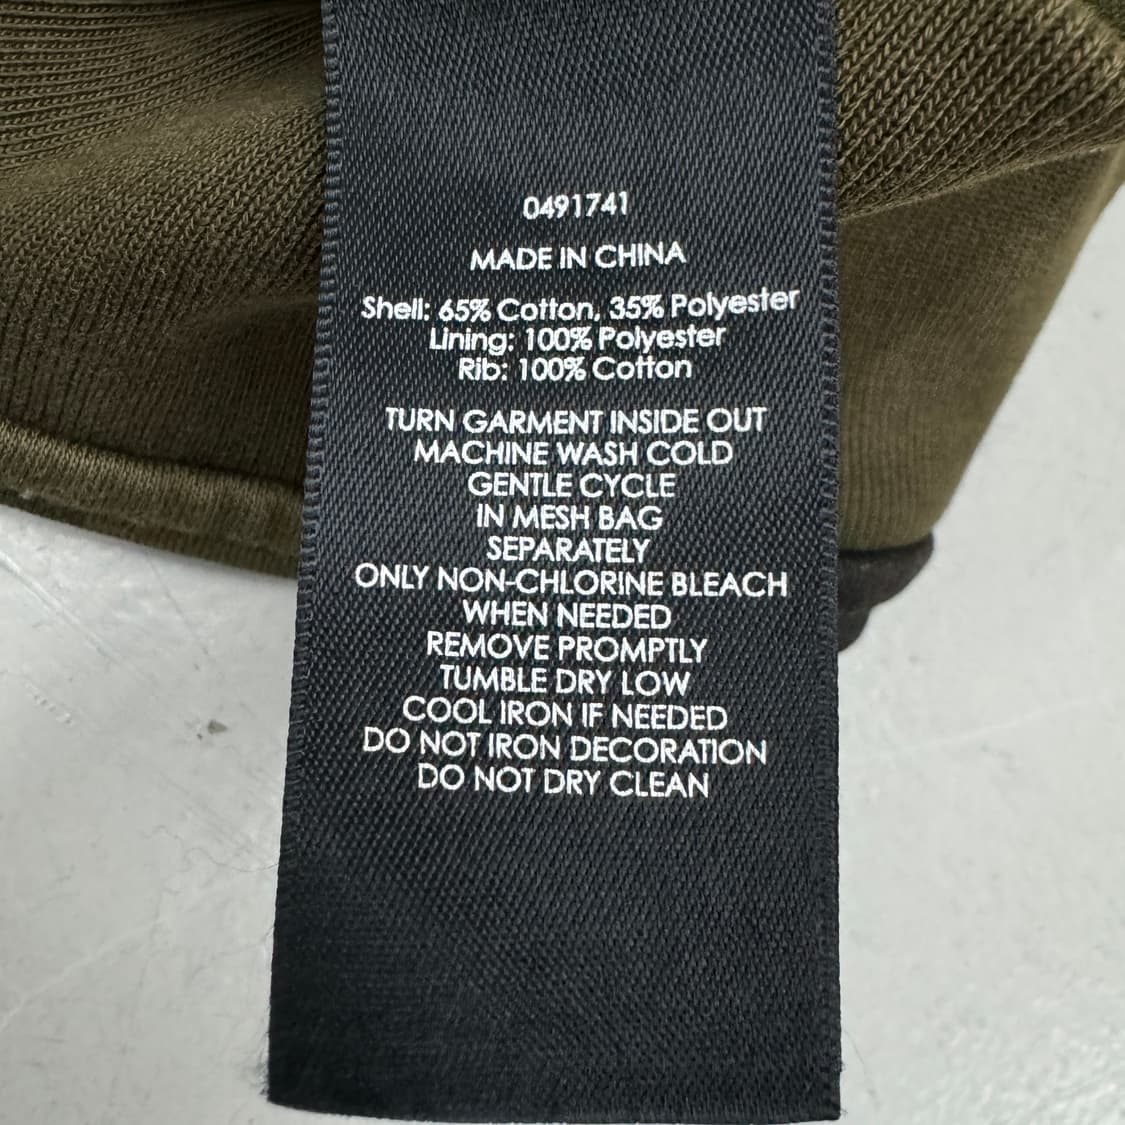 0491741
MADE IN CHINA
Shell: 65% Cotton, 35% Polyester
Lining: 100% Polyester
Rib: 100% Cotton
TURN GARMENT INSIDE OUT
MACHINE WASH COLD
GENTLE CYCLE
IN MESH BAG
SEPARATELY
ONLY NON-CHLORINE BLEACH
WHEN NEEDED
REMOVE PROMPTLY
TUMBLE DRY LOW
COOL IRON IF NEEDED
DO NOT IRON DECORATION
DO NOT DRY CLEAN